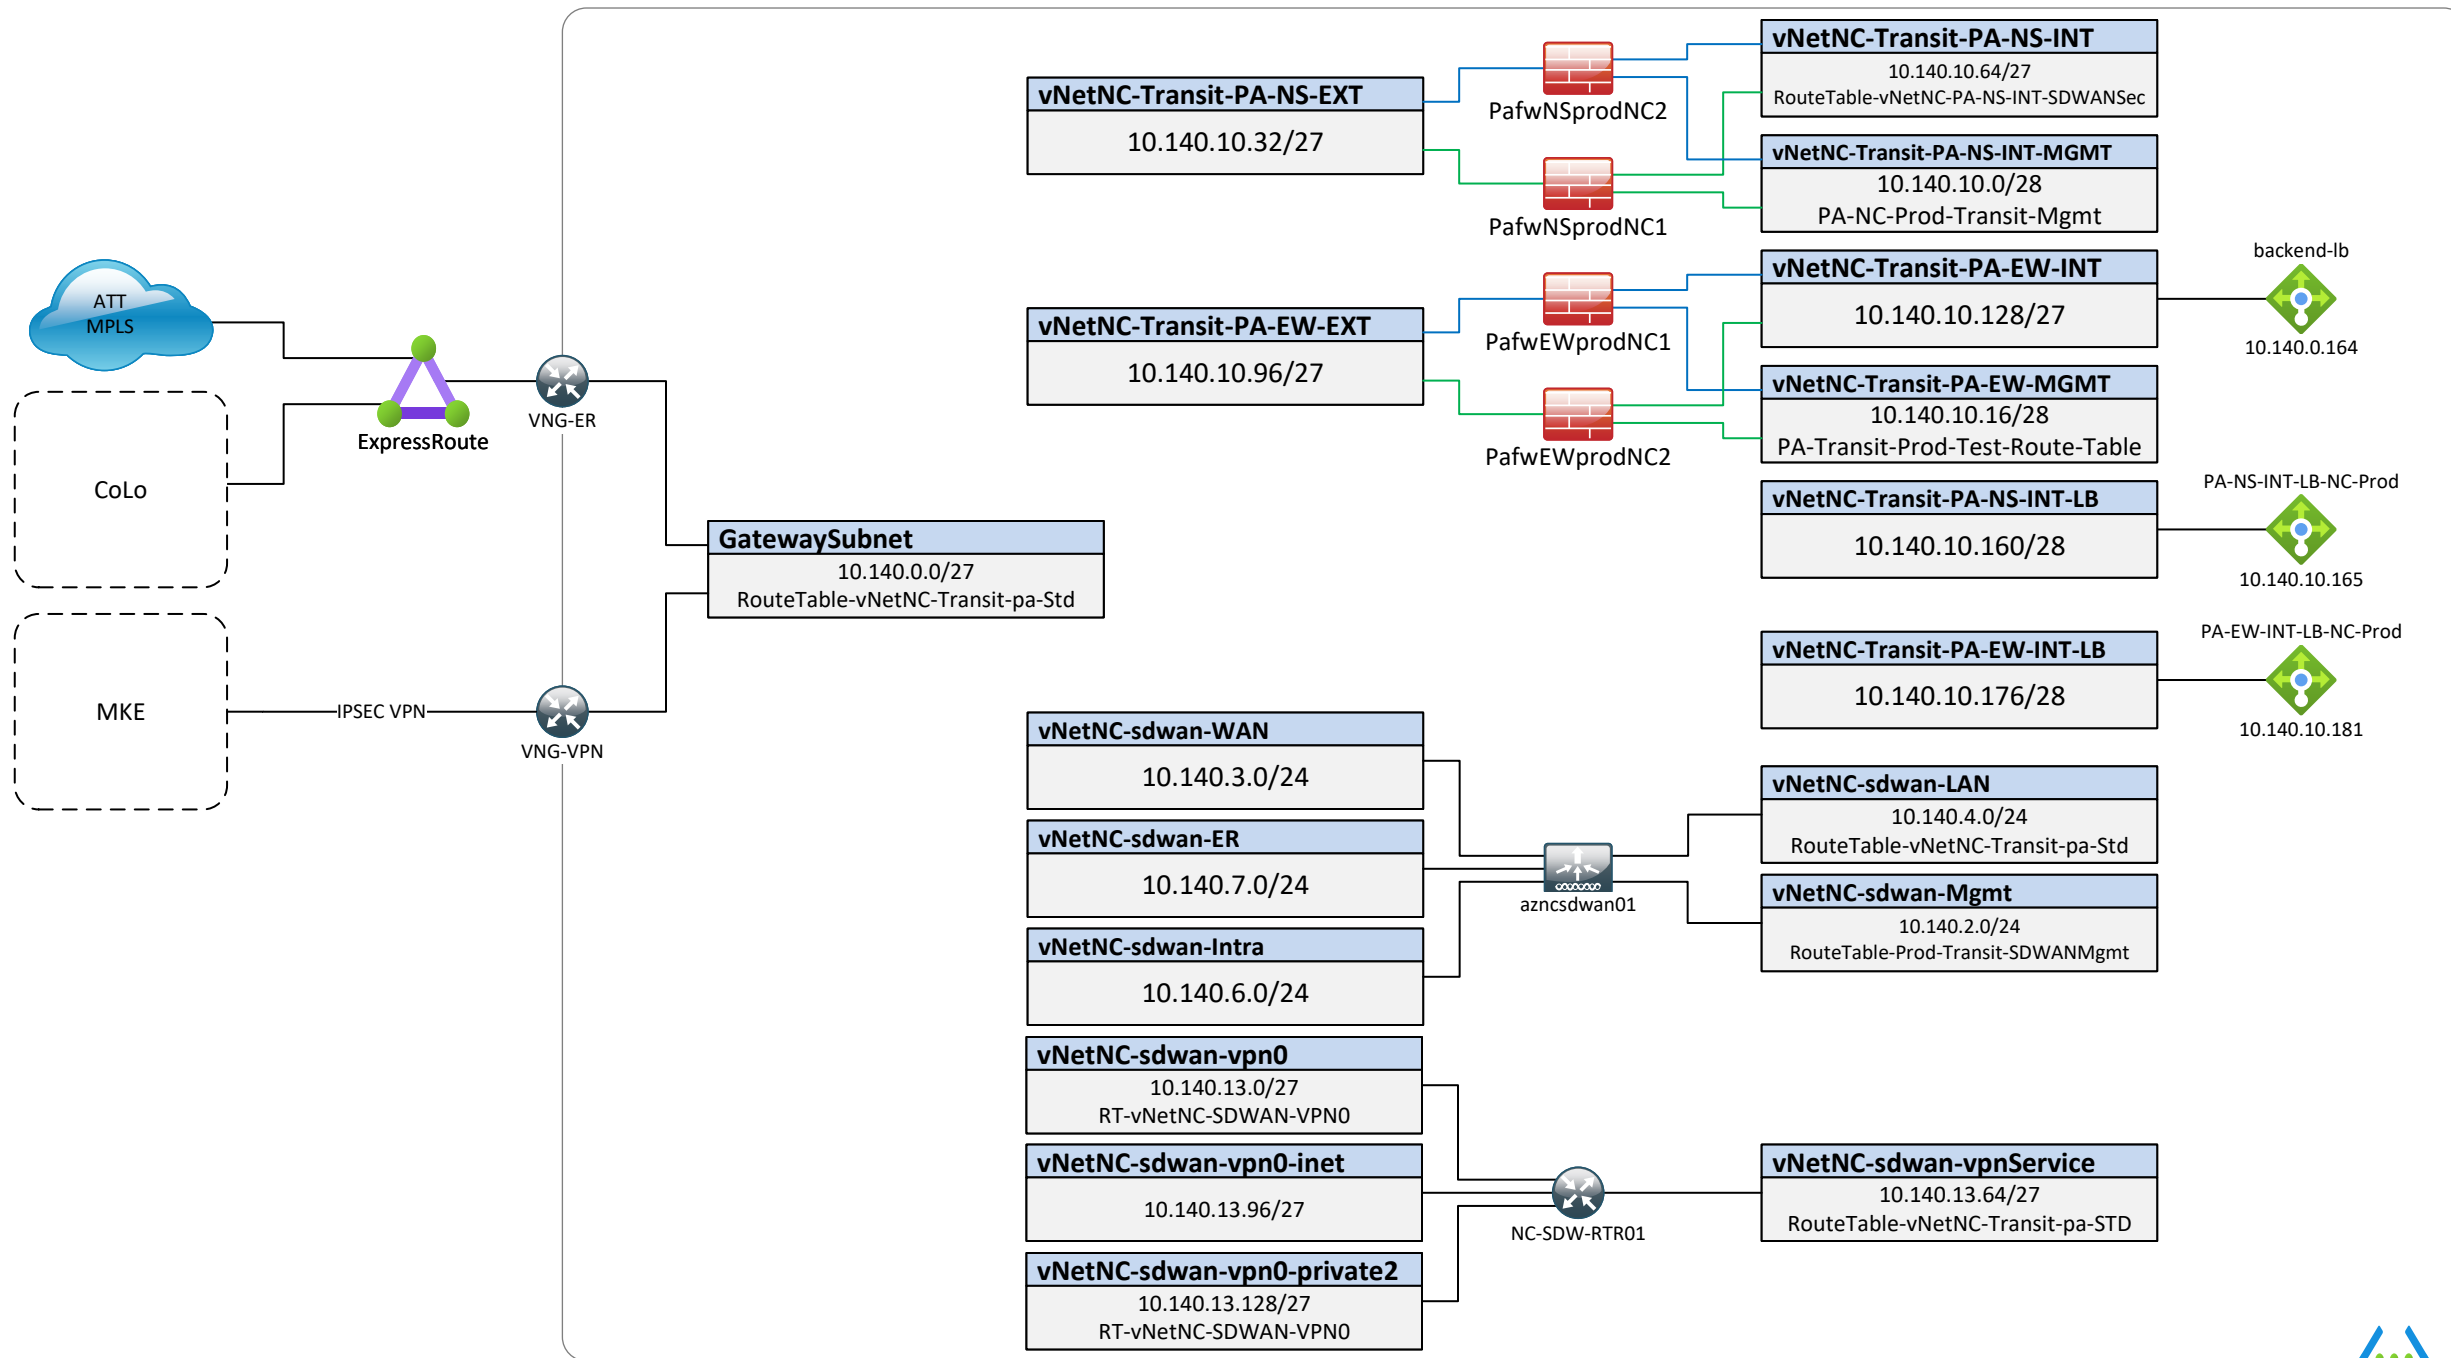 ATT
MPLS
CoLo
MKE
ExpressRoute
IPSEC VPN
VNG-ER
VNG-VPN
GatewaySubnet
10.140.0.0/27
RouteTable-vNetNC-Transit-pa-Std
vNetNC-Transit-PA-NS-EXT
10.140.10.32/27
PafwNSprodNC2
PafwNSprodNC1
vNetNC-Transit-PA-NS-INT
10.140.10.64/27
RouteTable-vNetNC-PA-NS-INT-SDWANSec
vNetNC-Transit-PA-NS-INT-MGMT
10.140.10.0/28
PA-NC-Prod-Transit-Mgmt
vNetNC-Transit-PA-EW-EXT
10.140.10.96/27
PafwEWprodNC1
PafwEWprodNC2
vNetNC-Transit-PA-EW-INT
10.140.10.128/27
backend-lb
10.140.0.164
vNetNC-Transit-PA-EW-MGMT
10.140.10.16/28
PA-Transit-Prod-Test-Route-Table
vNetNC-Transit-PA-NS-INT-LB
10.140.10.160/28
PA-NS-INT-LB-NC-Prod
10.140.10.165
vNetNC-Transit-PA-EW-INT-LB
10.140.10.176/28
PA-EW-INT-LB-NC-Prod
10.140.10.181
vNetNC-sdwan-WAN
10.140.3.0/24
vNetNC-sdwan-ER
10.140.7.0/24
vNetNC-sdwan-Intra
10.140.6.0/24
azncsdwan01
vNetNC-sdwan-LAN
10.140.4.0/24
RouteTable-vNetNC-Transit-pa-Std
vNetNC-sdwan-Mgmt
10.140.2.0/24
RouteTable-Prod-Transit-SDWANMgmt
vNetNC-sdwan-vpn0
10.140.13.0/27
RT-vNetNC-SDWAN-VPN0
vNetNC-sdwan-vpn0-inet
10.140.13.96/27
vNetNC-sdwan-vpn0-private2
10.140.13.128/27
RT-vNetNC-SDWAN-VPN0
NC-SDW-RTR01
vNetNC-sdwan-vpnService
10.140.13.64/27
RouteTable-vNetNC-Transit-pa-STD